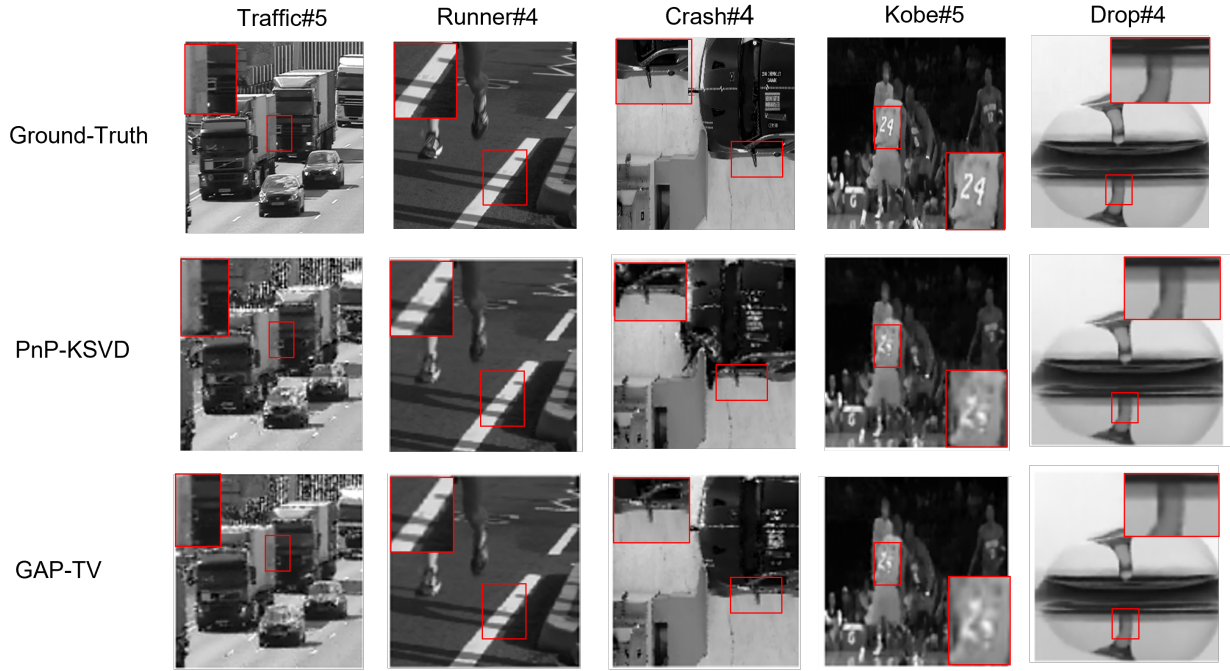 Traffic#5 Runner#4 Crash#4 Kobe#5 Drop#4
Ground-Truth
24
24
PnP-KSVD
GAP-TV